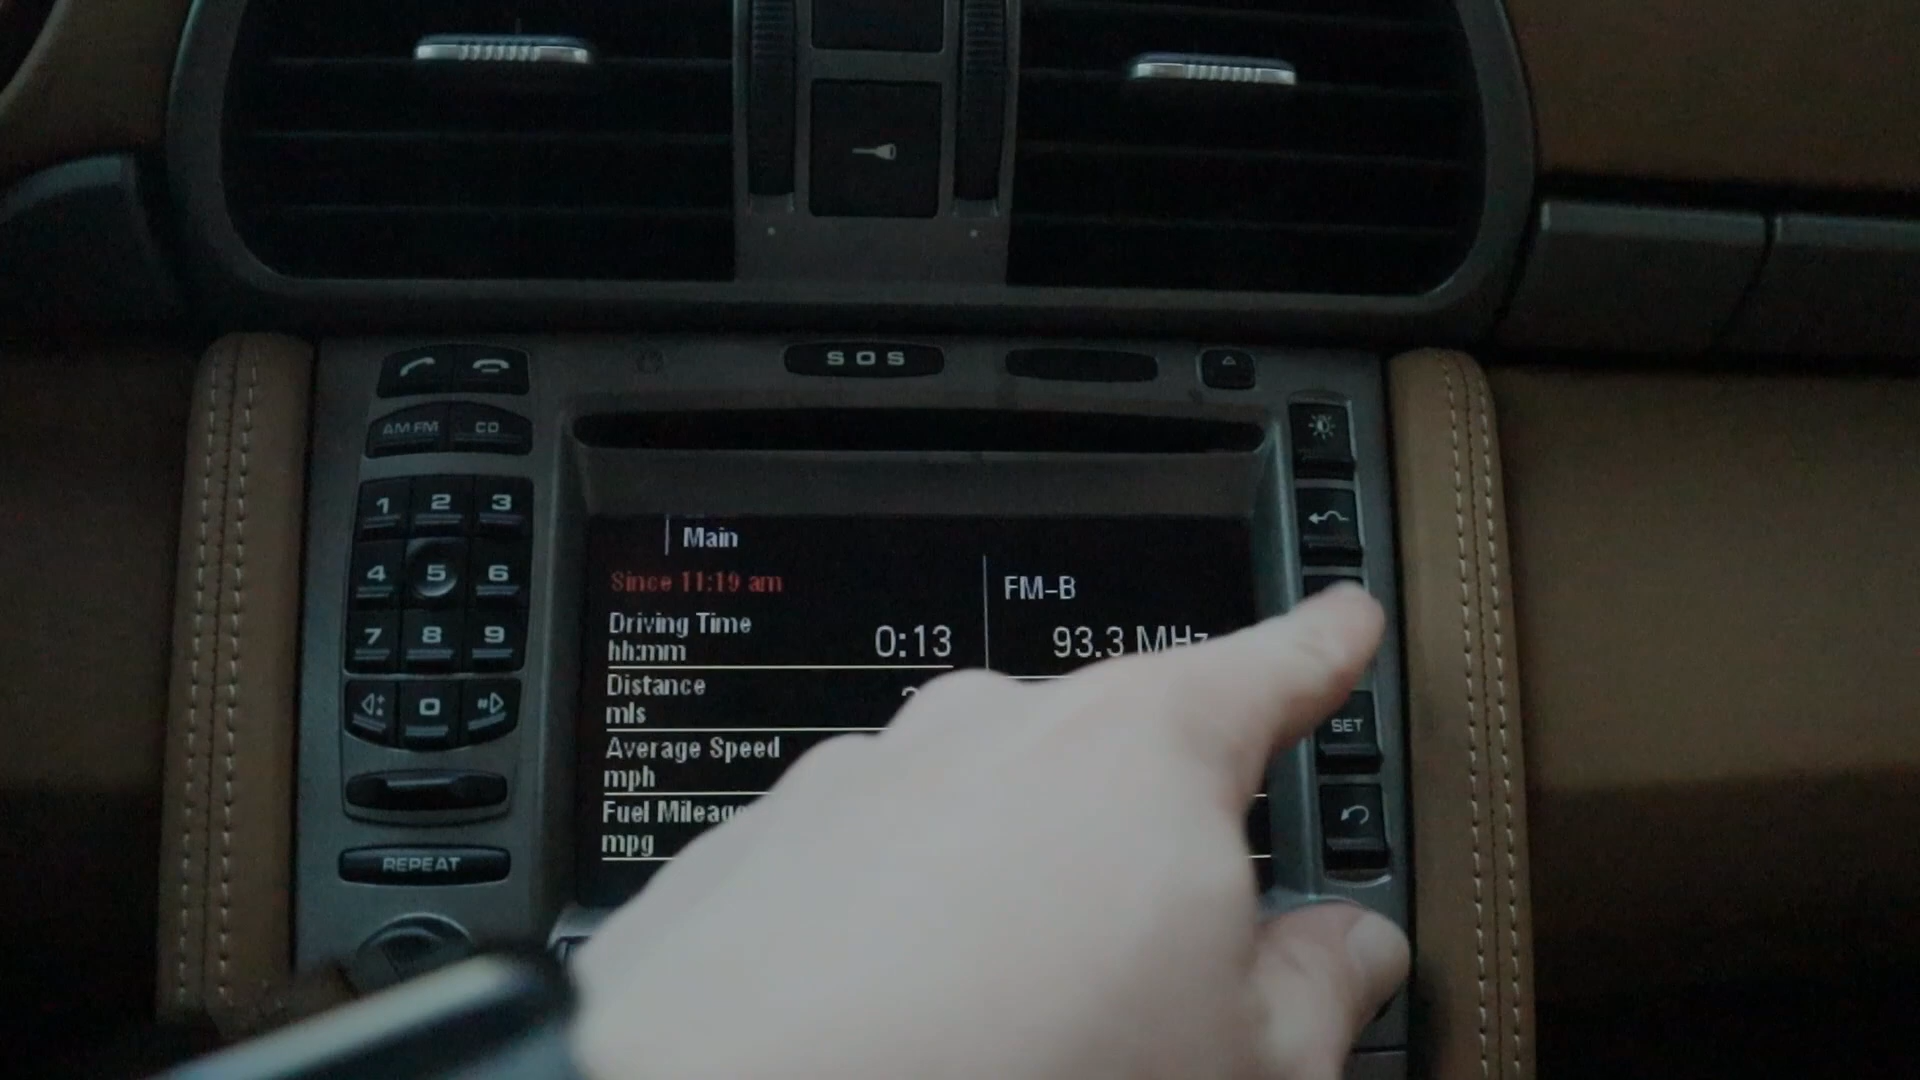 SOS
AM FM CD
1 2 3
4 5 6
7 8 9
0
REPEAT
SET
Main
Since 11:19 am
Driving Time
hh:mm
0:13
Distance
mls
Average Speed
mph
Fuel Mileage
mpg
FM-B
93.3 MHz